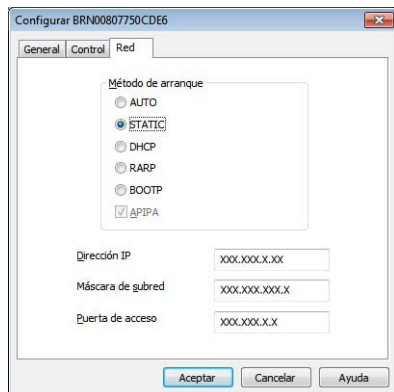 Configurar BRN00807750CDE6
General Control Red
Método de arranque
AUTO
STATIC
DHCP
RARP
BOOTP
APIPA
Dirección IP XXX.XXX.X.XX
Máscara de subred XXX.XXX.XXX.X
Puerta de acceso XXX.XXX.X.X
Aceptar Cancelar Ayuda